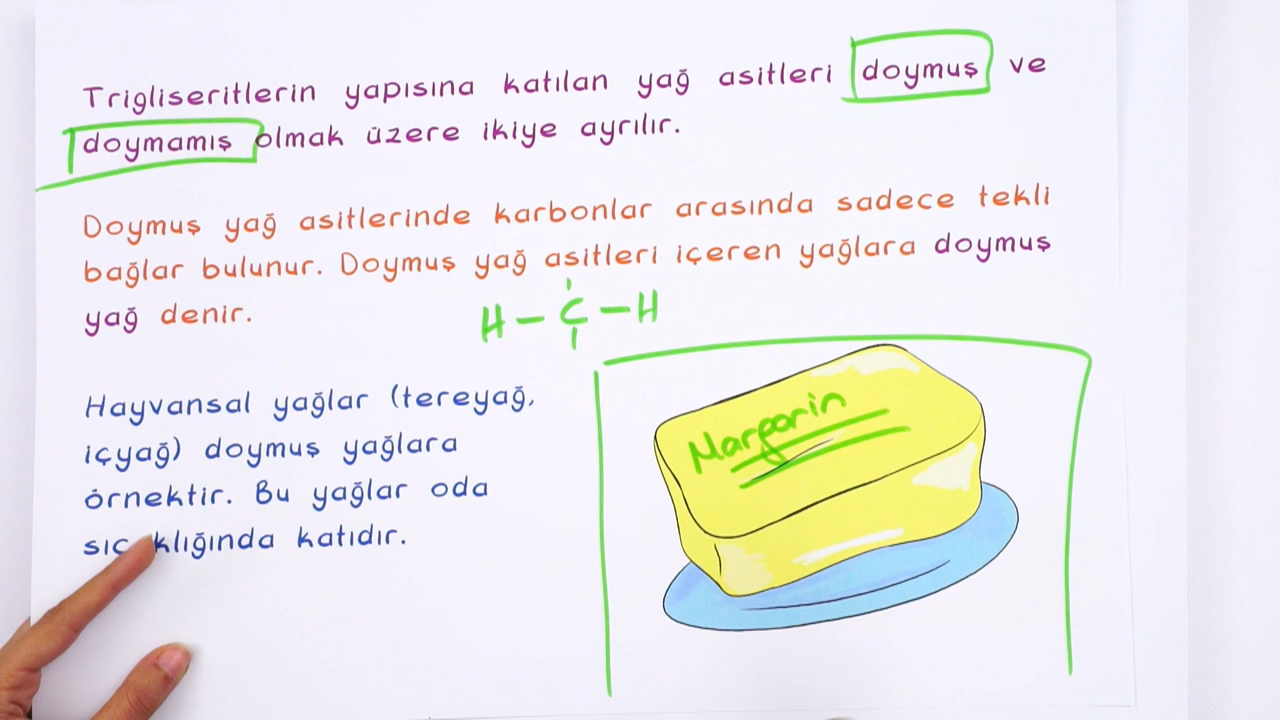 Trigliseritlerin yapısına katılan yağ asitleri doymuş ve
doymamış olmak üzere ikiye ayrılır.
Doymuş yağ asitlerinde karbonlar arasında sadece tekli
bağlar bulunur. Doymuş yağ asitleri içeren yağlara doymuş
yağ denir.
H-C-H
Hayvansal yağlar (tereyağ,
içyağ) doymuş yağlara
örnektir. Bu yağlar oda
sıcaklığında katıdır.
Margarin